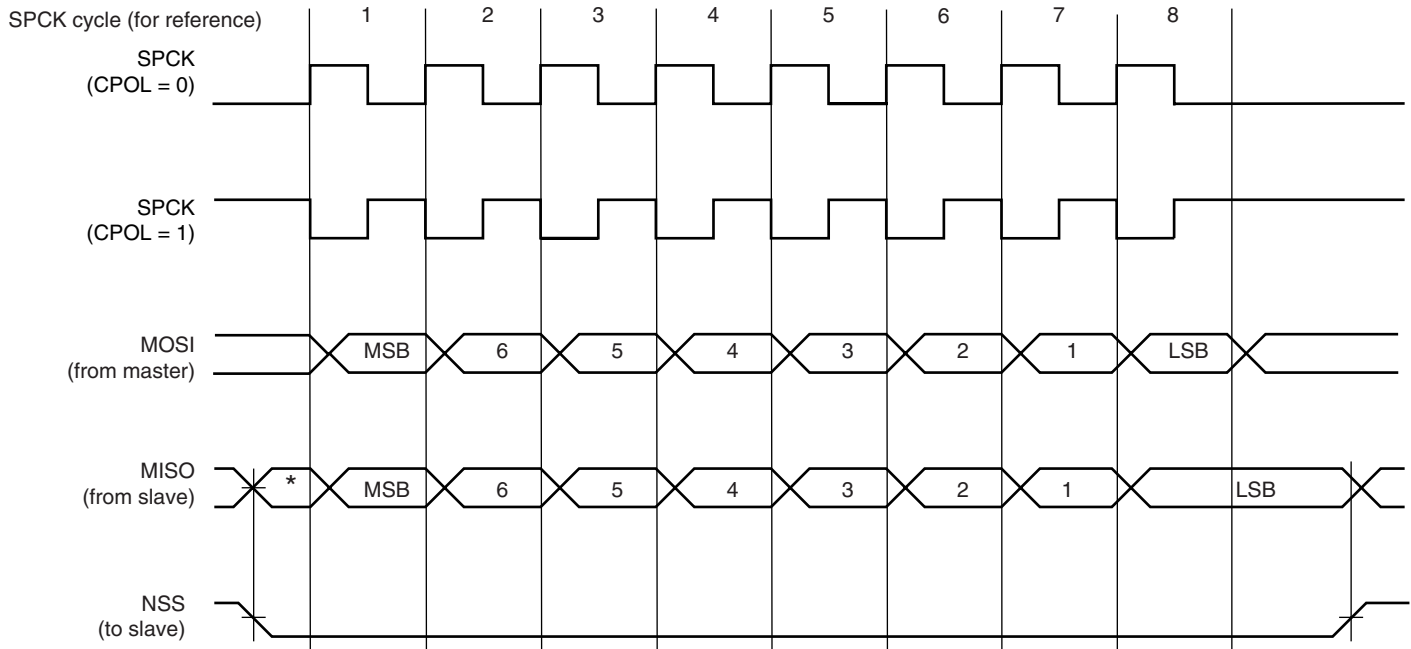 SPCK cycle (for reference) 1 2 3 4 5 6 7 8
SPCK
(CPOL = 0)
SPCK
(CPOL = 1)
MOSI
(from master)
MSB 6 5 4 3 2 1 LSB
MISO
(from slave)
* MSB 6 5 4 3 2 1 LSB
NSS
(to slave)